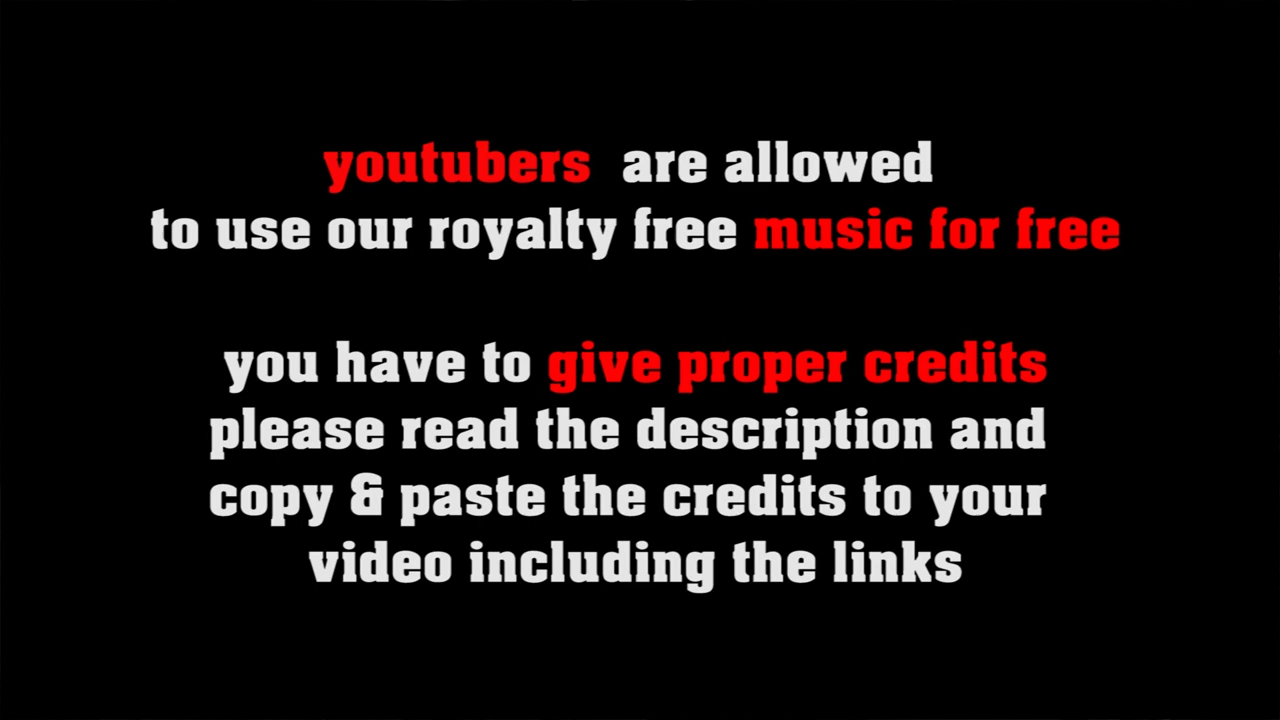 youtubers are allowed
to use our royalty free music for free
you have to give proper credits
please read the description and
copy & paste the credits to your
video including the links